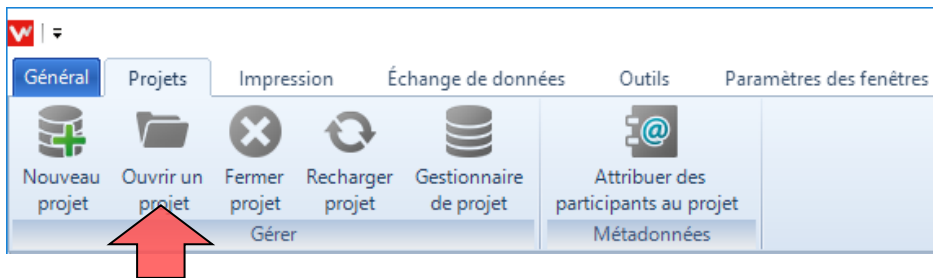 Général Projets Impression Échange de données Outils Paramètres des fenêtres
Nouveau projet
Ouvrir un projet
Fermer projet
Recharger projet
Gestionnaire de projet
Attribuer des participants au projet
Gérer Métadonnées